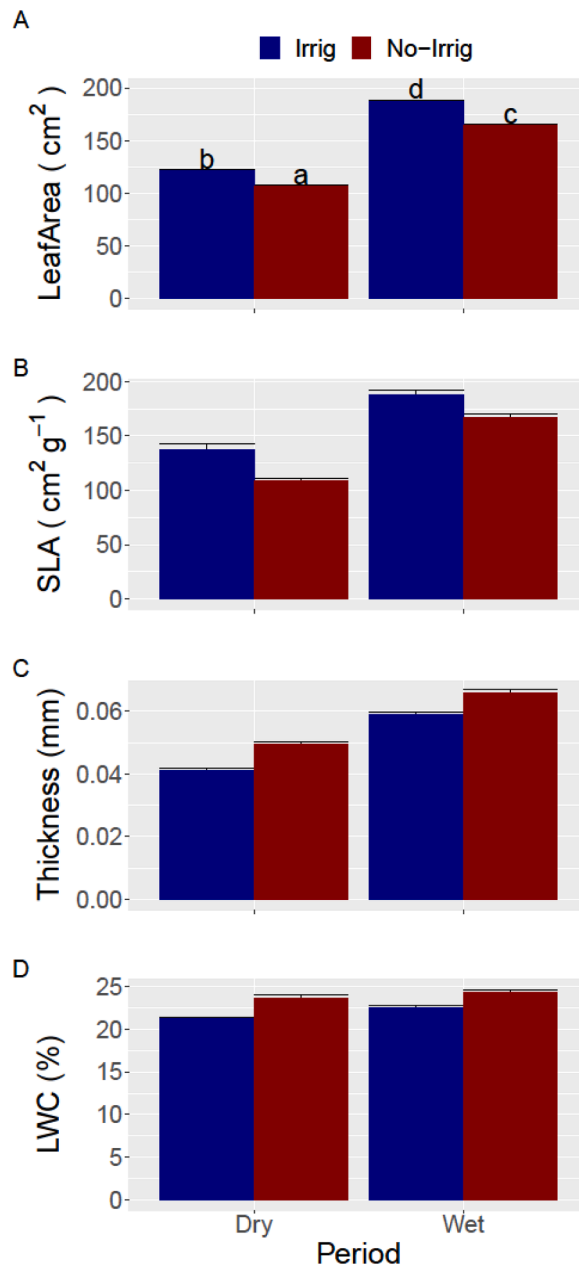 A
Irrig No-Irrig
LeafArea ( cm² )
200
150
100
50
0
b a d c
B
SLA ( cm² g⁻¹ )
200
150
100
50
0
C
Thickness (mm)
0.06
0.04
0.02
0.00
D
LWC (%)
25
20
15
10
5
0
Dry Wet
Period